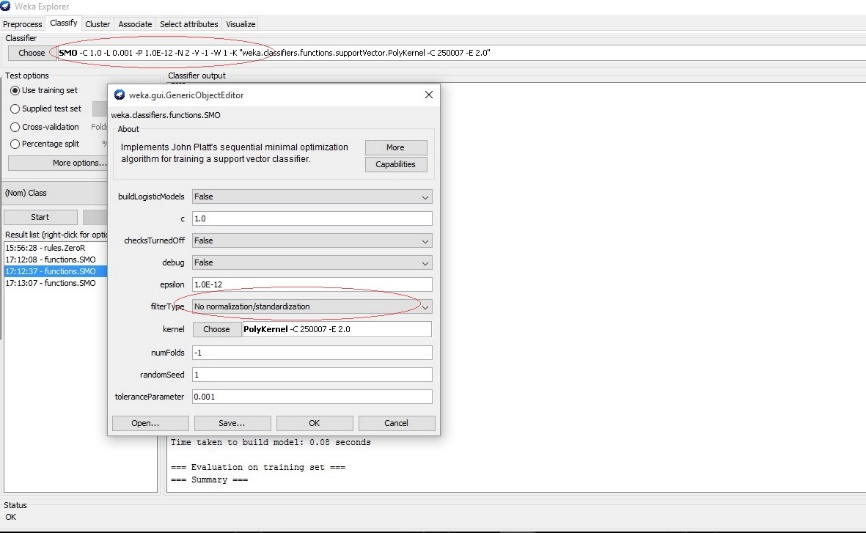 Weka Explorer
Preprocess Classify Cluster Associate Select attributes Visualize
Classifier
Choose SMO -C 1.0 -L 0.001 -P 1.0E-12 -N 2 -V -1 -W 1 -K "weka.classifiers.functions.supportVector.PolyKernel -C 250007 -E 2.0"
Test options
Classifier output
Use training set
Supplied test set
Cross-validation Folds
Percentage split %
More options...
(Nom) Class
Start
Result list (right-click for optio
15:56:28 - rules.ZeroR
17:12:08 - functions.SMO
17:12:37 - functions.SMO
17:13:07 - functions.SMO
weka.gui.GenericObjectEditor
weka.classifiers.functions.SMO
About
Implements John Platt's sequential minimal optimization
algorithm for training a support vector classifier.
More
Capabilities
buildLogisticModels False
c 1.0
checksTurnedOff False
debug False
epsilon 1.0E-12
filterType No normalization/standardization
kernel Choose PolyKernel -C 250007 -E 2.0
numFolds -1
randomSeed 1
toleranceParameter 0.001
Open... Save... OK Cancel
Time taken to build model: 0.08 seconds
=== Evaluation on training set ===
=== Summary ===
Status
OK